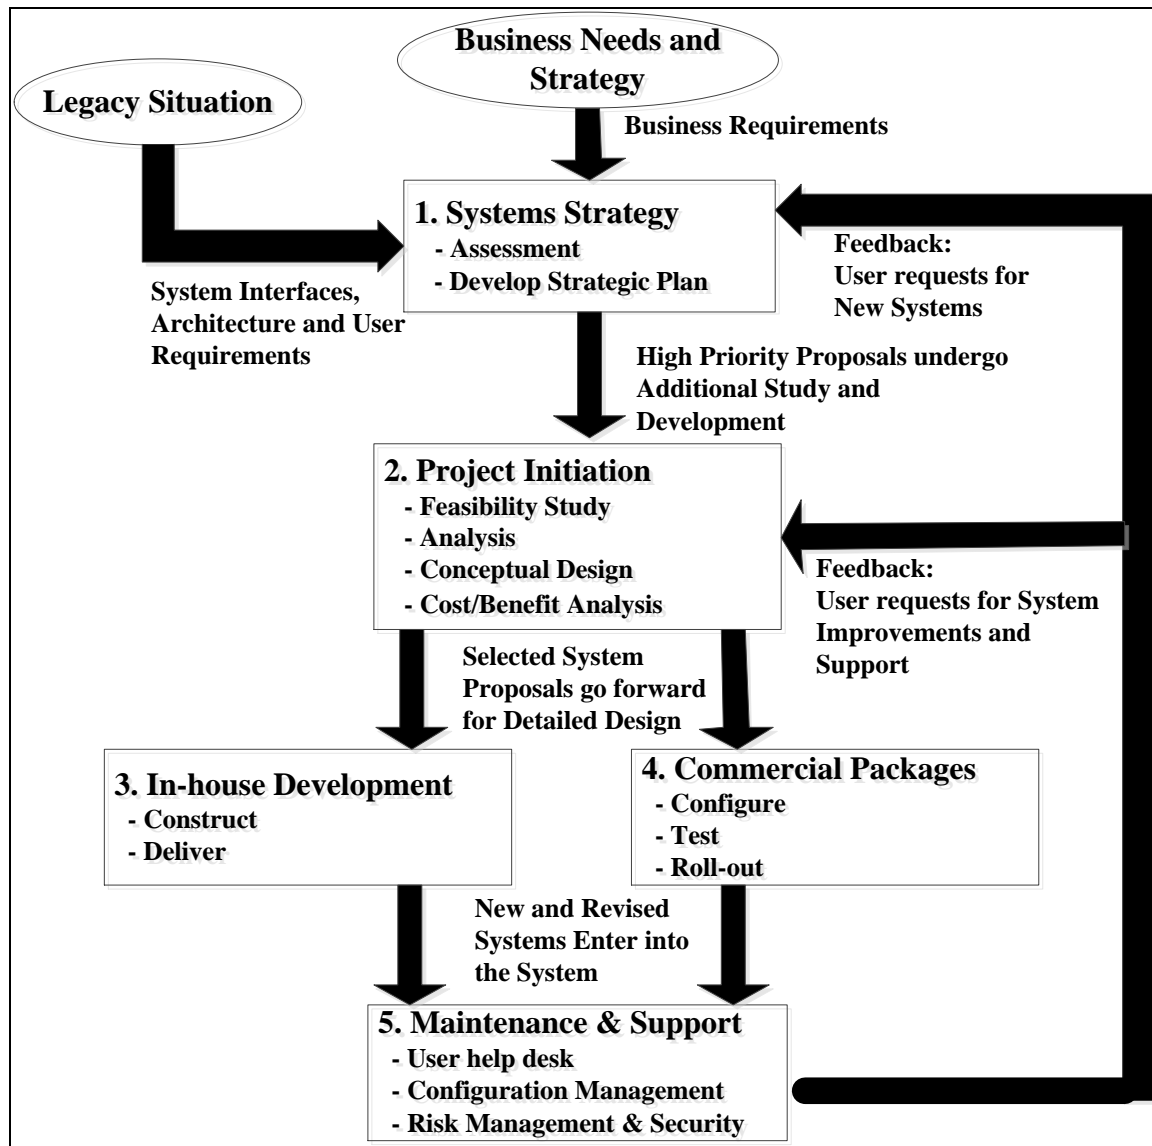 Business Needs and
Strategy
Legacy Situation
Business Requirements
1. Systems Strategy
- Assessment
- Develop Strategic Plan
Feedback:
User requests for
New Systems
System Interfaces,
Architecture and User
Requirements
High Priority Proposals undergo
Additional Study and
Development
2. Project Initiation
- Feasibility Study
- Analysis
- Conceptual Design
- Cost/Benefit Analysis
Feedback:
User requests for System
Improvements and
Support
Selected System
Proposals go forward
for Detailed Design
3. In-house Development
- Construct
- Deliver
4. Commercial Packages
- Configure
- Test
- Roll-out
New and Revised
Systems Enter into
the System
5. Maintenance & Support
- User help desk
- Configuration Management
- Risk Management & Security